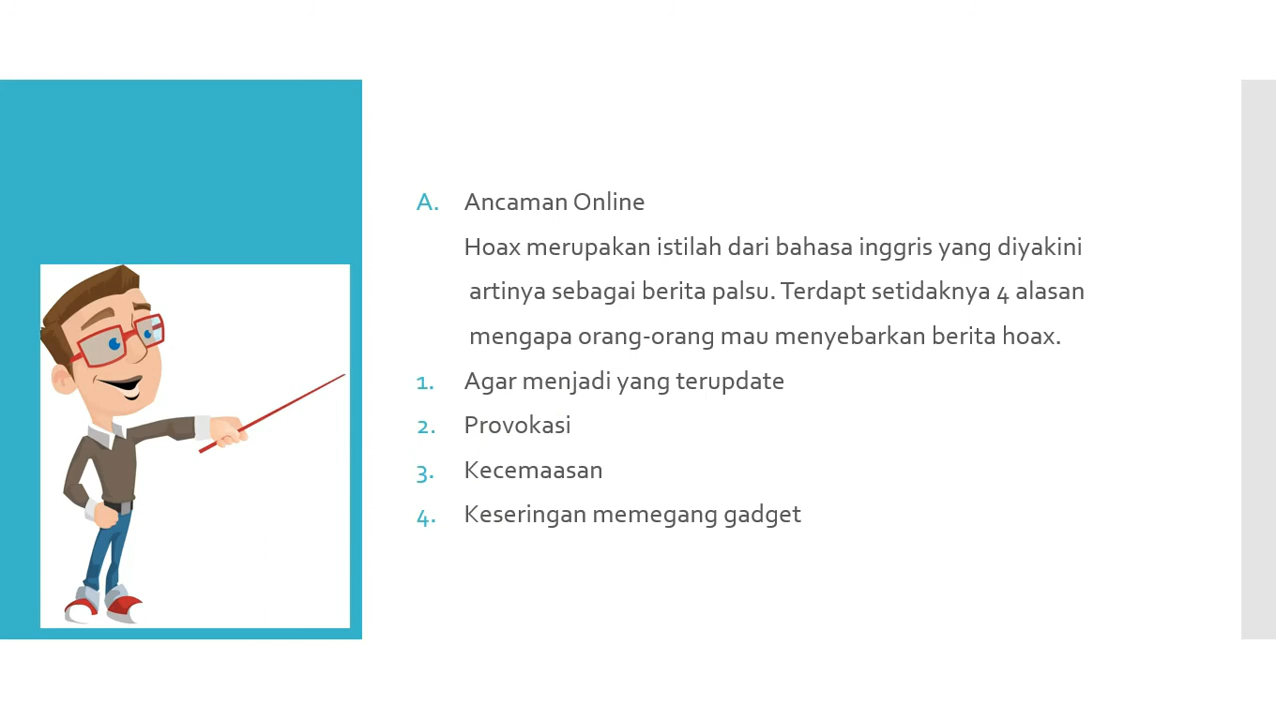 A. Ancaman Online
Hoax merupakan istilah dari bahasa inggris yang diyakini
artinya sebagai berita palsu. Terdapt setidaknya 4 alasan
mengapa orang-orang mau menyebarkan berita hoax.
1. Agar menjadi yang terupdate
2. Provokasi
3. Kecemaasan
4. Keseringan memegang gadget